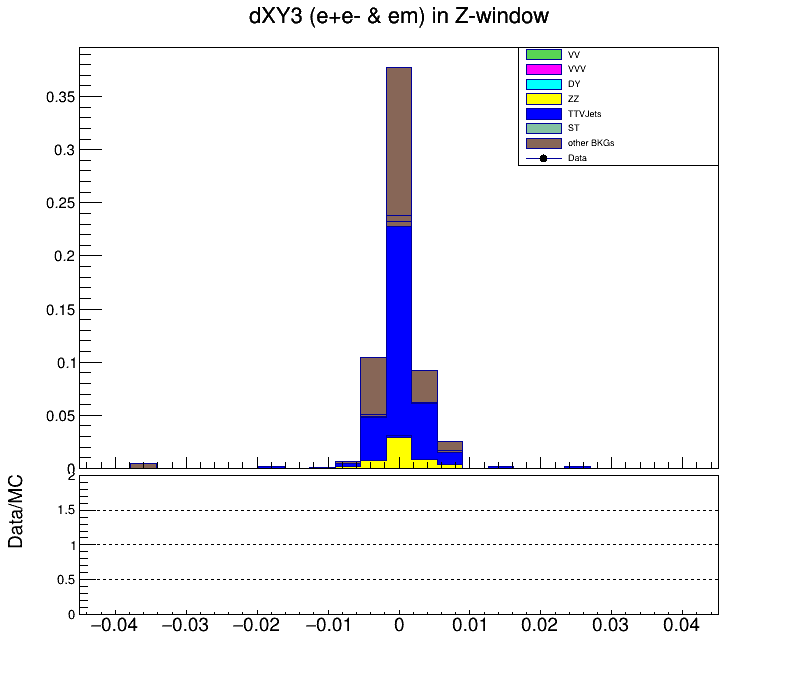 dXY3 (e+e- & em) in Z-window
VV
VVV
DY
ZZ
TTVJets
ST
other BKGs
Data
0.35
0.3
0.25
0.2
0.15
0.1
0.05
0
Data/MC
2
1.5
1
0.5
0
−0.04 −0.03 −0.02 −0.01 0 0.01 0.02 0.03 0.04